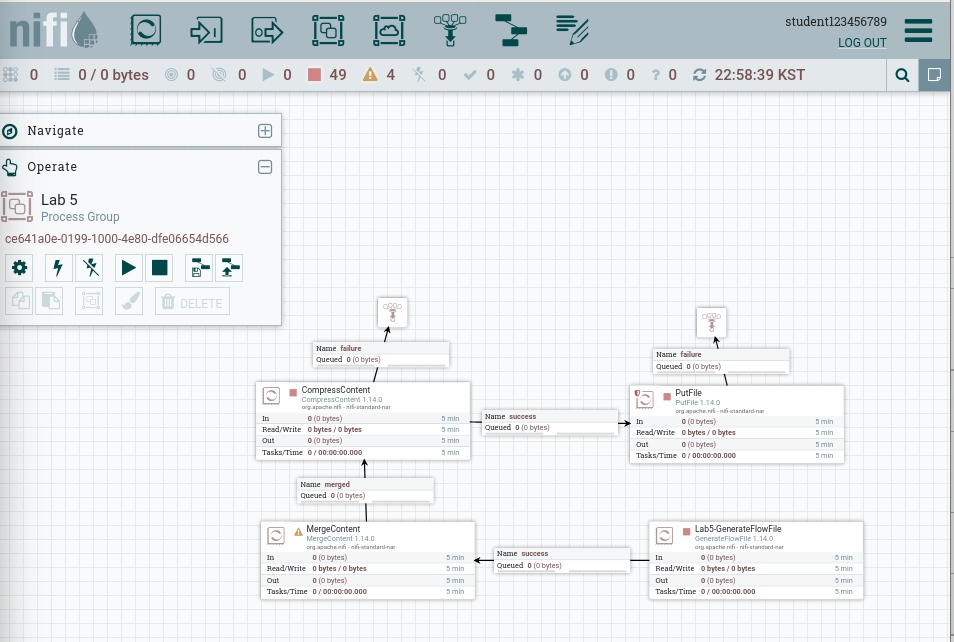 nifi
student123456789
LOG OUT
0 0 / 0 bytes 0 0 0 49 4 0 0 0 0 0 0 22:58:39 KST
Navigate
Operate
Lab 5
Process Group
ce641a0e-0199-1000-4e80-dfe06654d566
DELETE
Name failure
Queued 0 (0 bytes)
Name failure
Queued 0 (0 bytes)
CompressContent
CompressContent 1.14.0
org.apache.nifi - nifi-standard-nar
In 0 (0 bytes) 5 min
Read/Write 0 bytes / 0 bytes 5 min
Out 0 (0 bytes) 5 min
Tasks/Time 0 / 00:00:00.000 5 min
Name success
Queued 0 (0 bytes)
PutFile
PutFile 1.14.0
org.apache.nifi - nifi-standard-nar
In 0 (0 bytes) 5 min
Read/Write 0 bytes / 0 bytes 5 min
Out 0 (0 bytes) 5 min
Tasks/Time 0 / 00:00:00.000 5 min
Name merged
Queued 0 (0 bytes)
MergeContent
MergeContent 1.14.0
org.apache.nifi - nifi-standard-nar
In 0 (0 bytes) 5 min
Read/Write 0 bytes / 0 bytes 5 min
Out 0 (0 bytes) 5 min
Tasks/Time 0 / 00:00:00.000 5 min
Name success
Queued 0 (0 bytes)
Lab5-GenerateFlowFile
GenerateFlowFile 1.14.0
org.apache.nifi - nifi-standard-nar
In 0 (0 bytes) 5 min
Read/Write 0 bytes / 0 bytes 5 min
Out 0 (0 bytes) 5 min
Tasks/Time 0 / 00:00:00.000 5 min